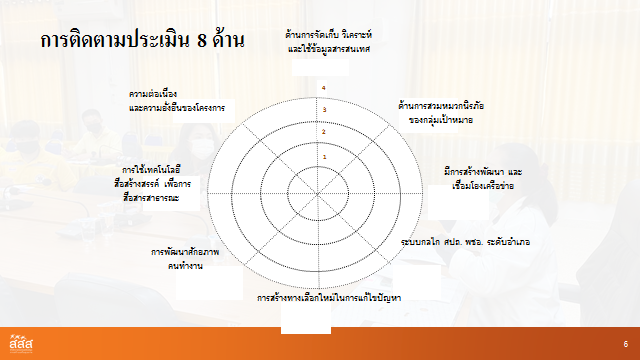 การติดตามประเมิน 8 ด้าน
ด้านการจัดเก็บ วิเคราะห์
และใช้ข้อมูลสารสนเทศ
ความต่อเนื่อง
และความยั่งยืนของโครงการ
4
3
2
1
ด้านการสวมหมวกนิรภัย
ของกลุ่มเป้าหมาย
การใช้เทคโนโลยี
สื่อสร้างสรรค์ เพื่อการ
สื่อสารสาธารณะ
มีการสร้างพัฒนา และ
เชื่อมโยงเครือข่าย
การพัฒนาศักยภาพ
คนทำงาน
ระบบกลไก ศปถ. พชอ. ระดับอำเภอ
การสร้างทางเลือกใหม่ในการแก้ไขปัญหา
สสส
6